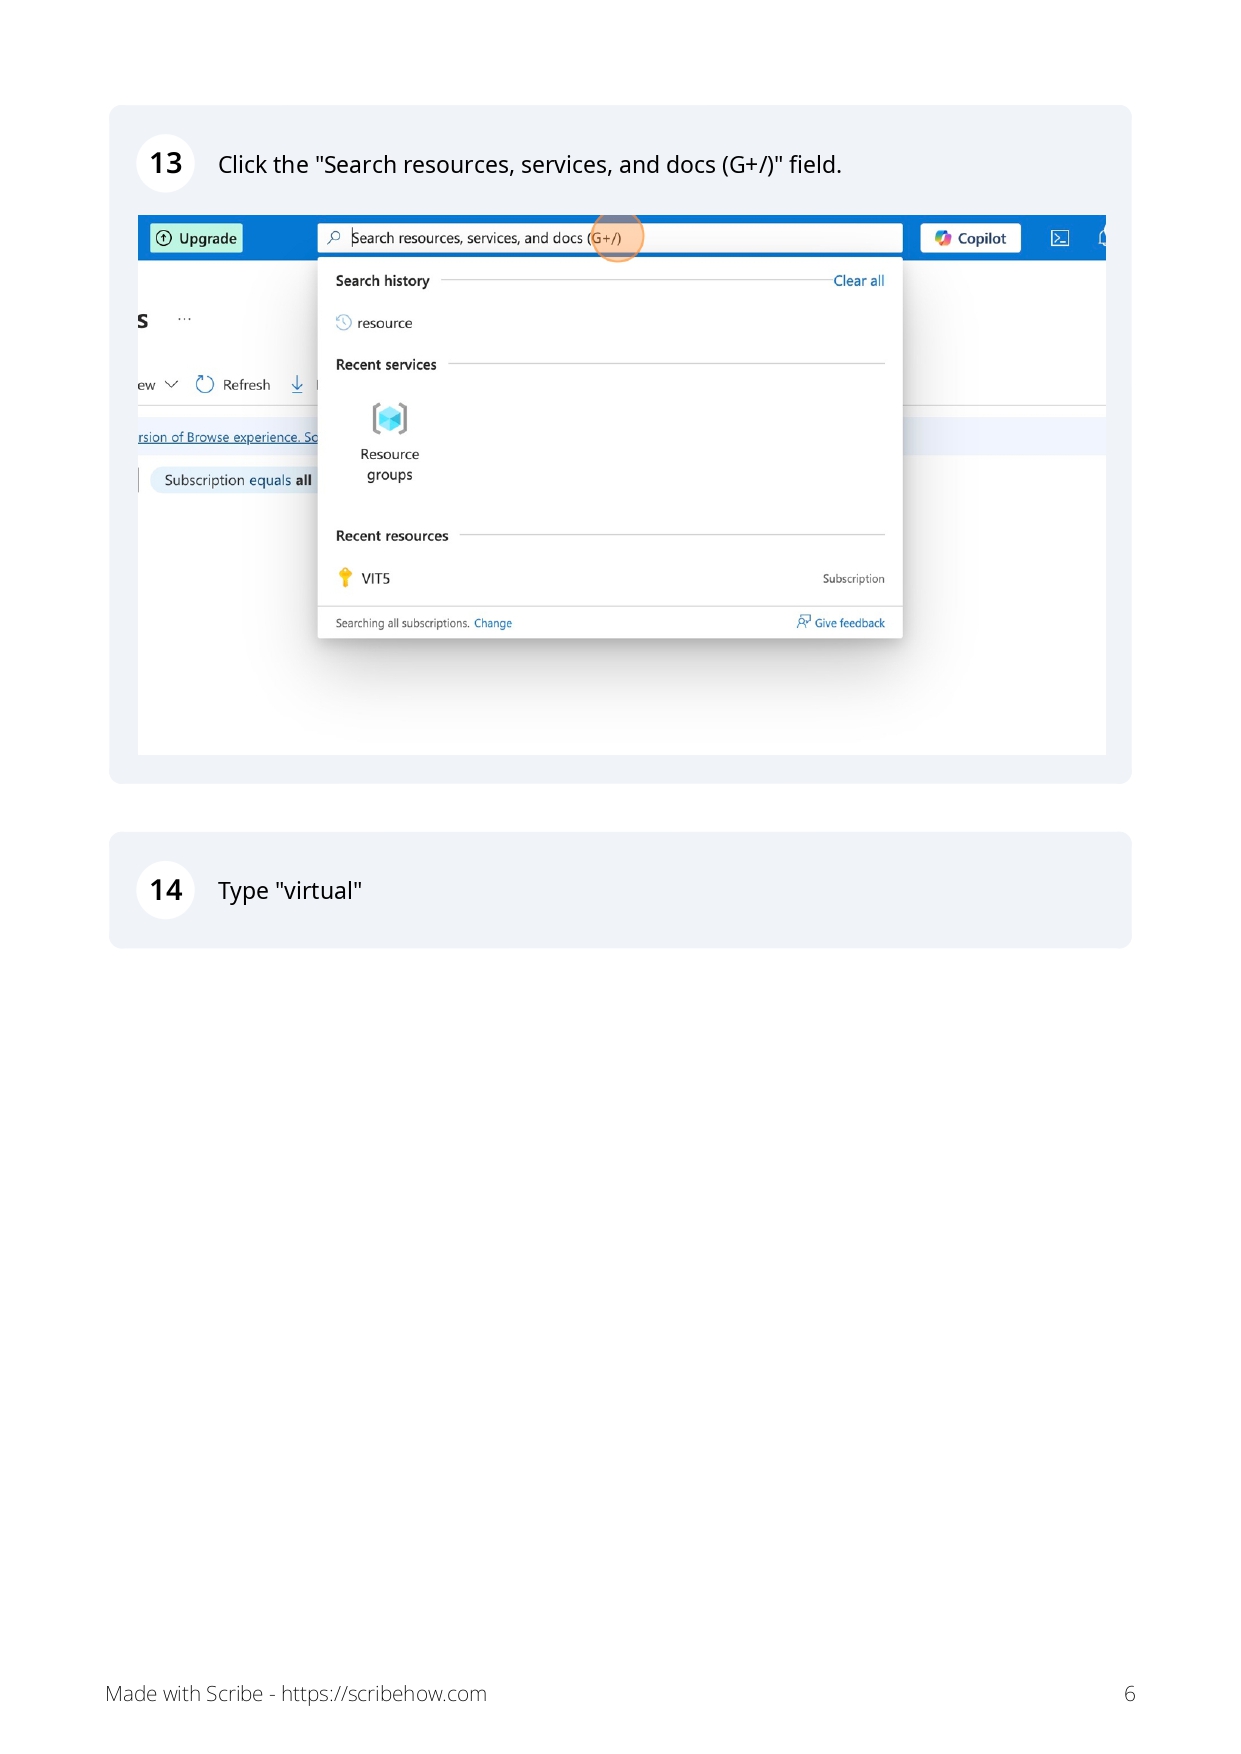 13 Click the "Search resources, services, and docs (G+/)" field.
Upgrade Search resources, services, and docs (G+/) Copilot
Search history Clear all
s ...
resource
Recent services
ew Refresh
rsion of Browse experience. So
Resource
groups
Subscription equals all
Recent resources
VIT5 Subscription
Searching all subscriptions. Change Give feedback
14 Type "virtual"
Made with Scribe - https://scribehow.com 6